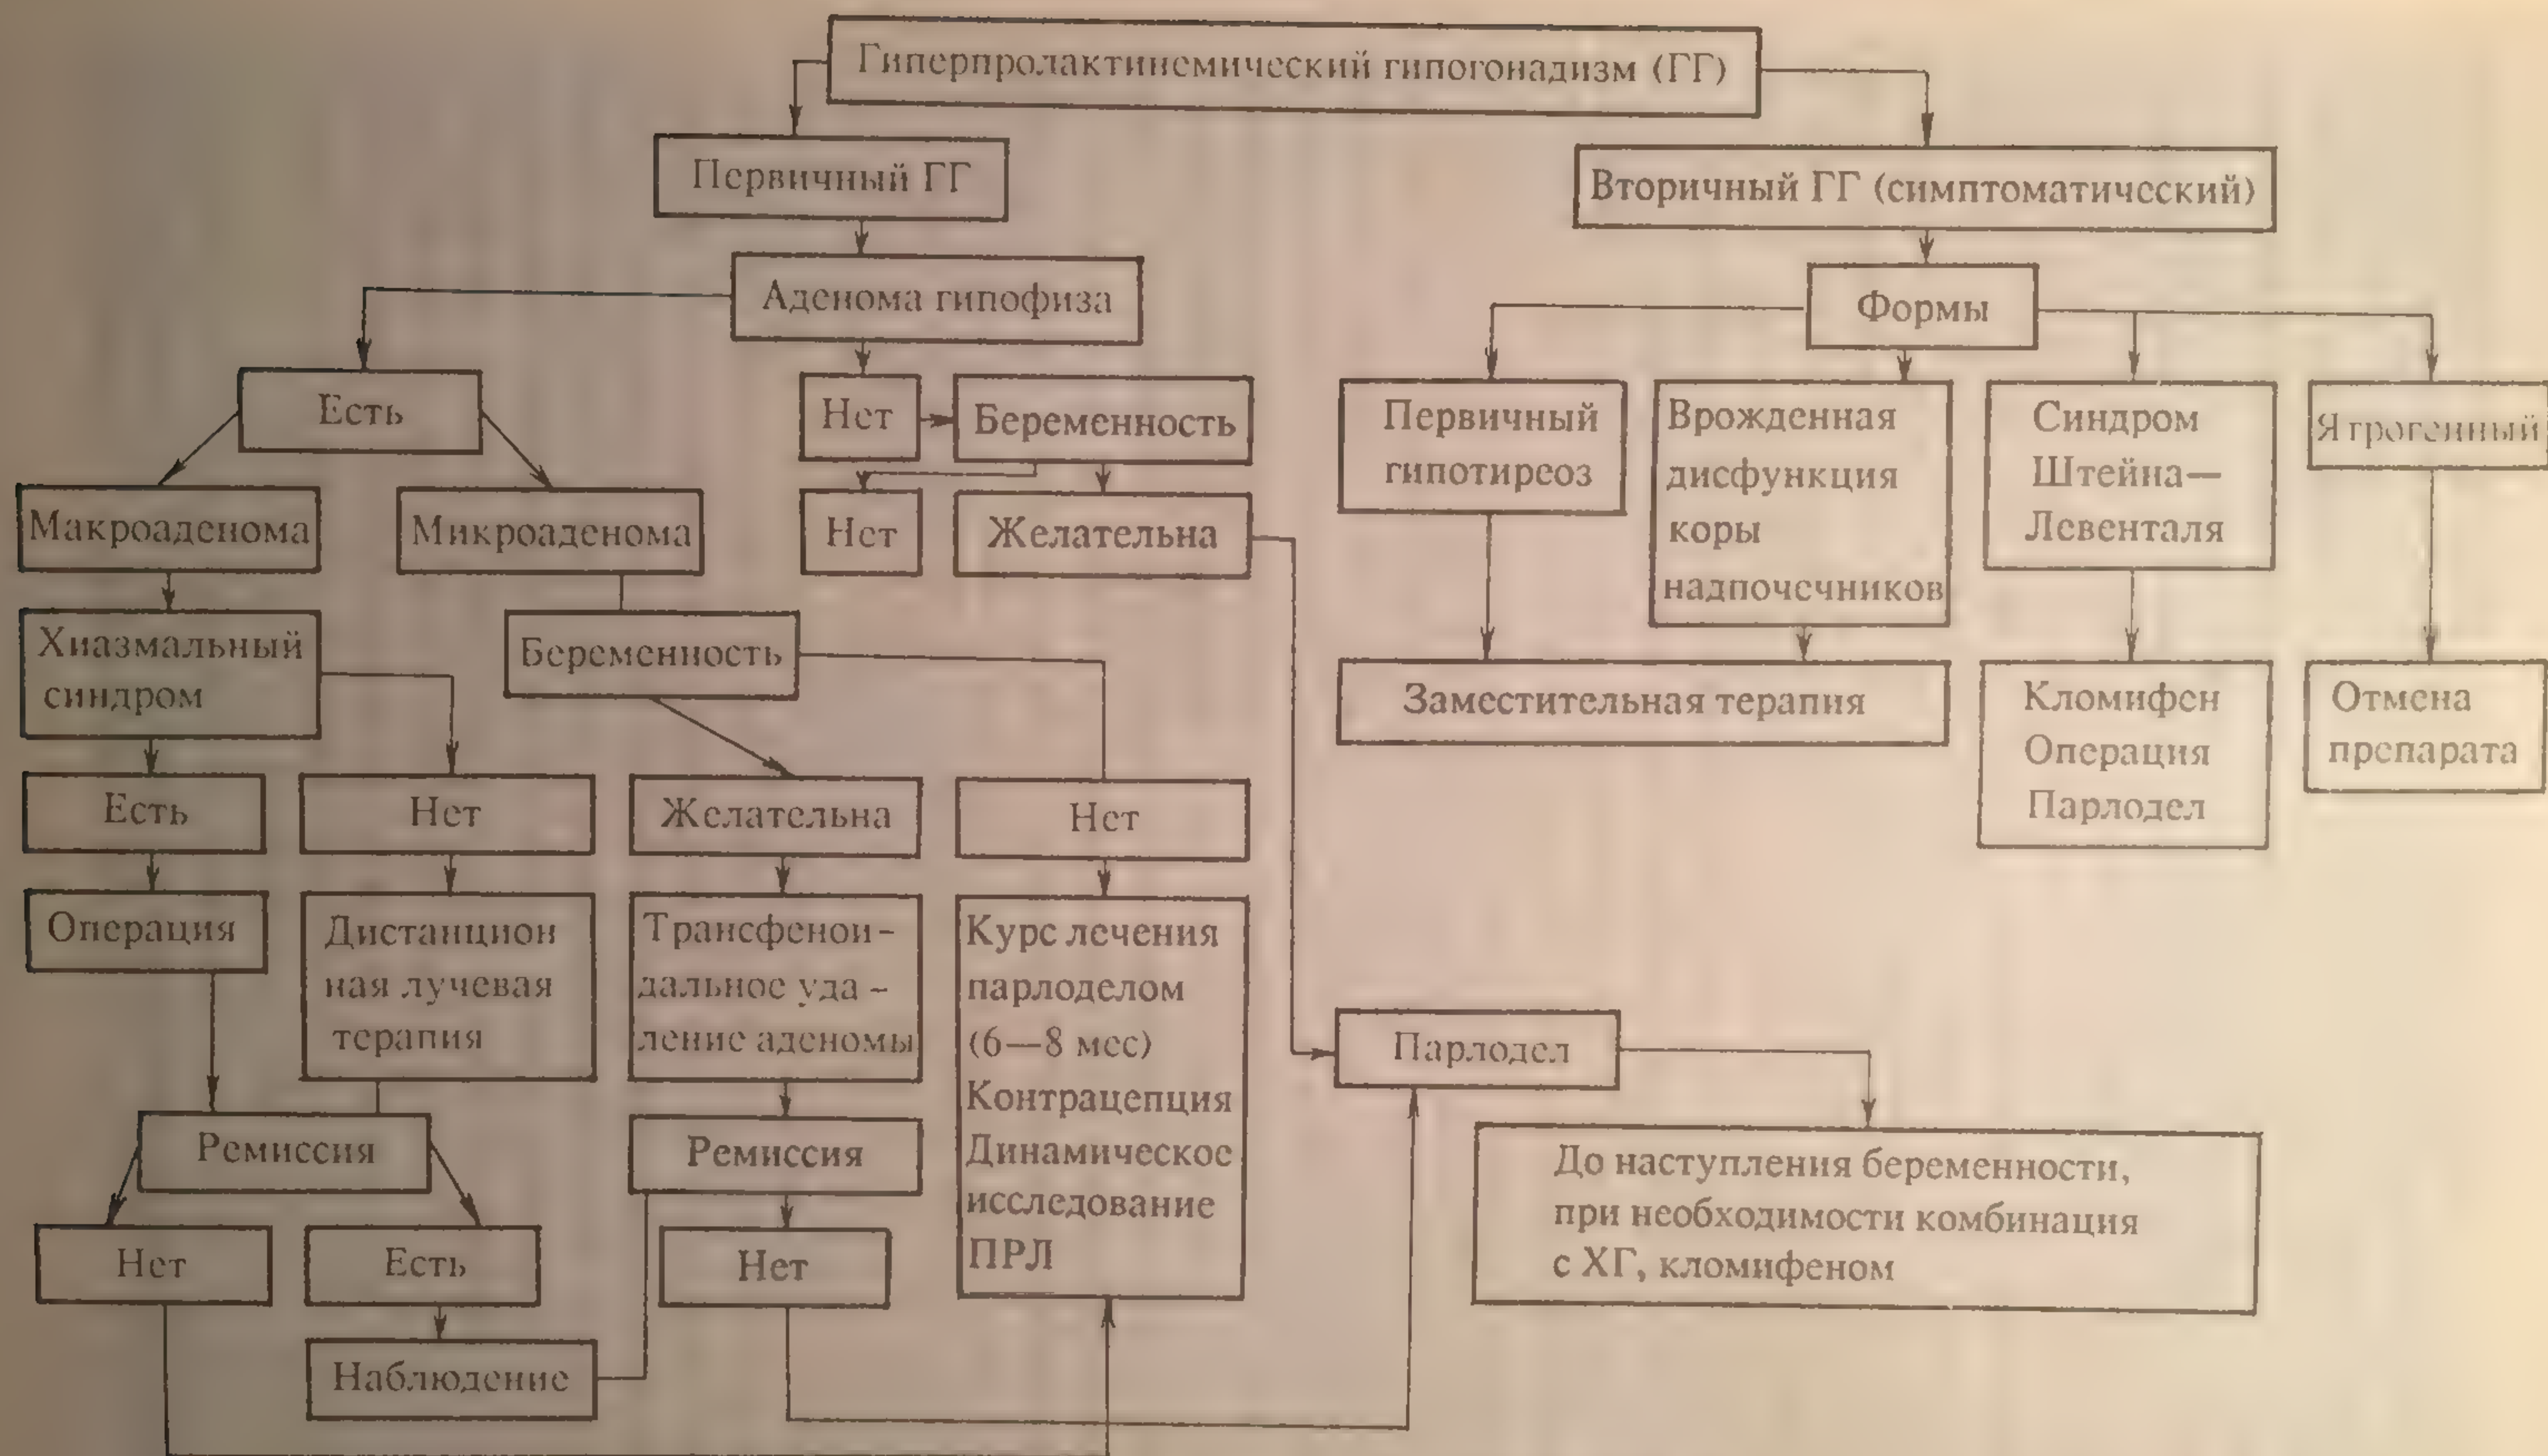 Гиперпролактинемический гипогонадизм (ГГ)
Первичный ГГ
Вторичный ГГ (симптоматический)
Аденома гипофиза
Формы
Есть
Нет
Беременность
Первичный
гипотиреоз
Врожденная
дисфункция
коры
надпочечников
Синдром
Штейна—
Левенталя
Ятрогенный
Макроаденома
Микроаденома
Нет
Желательна
Хиазмальный
синдром
Беременность
Заместительная терапия
Кломифен
Операция
Парлодел
Отмена
препарата
Есть
Нет
Желательна
Нет
Операция
Дистанцион
ная лучевая
терапия
Трансфенои-
дальное уда-
ление аденомы
Курс лечения
парлоделом
(6—8 мес)
Контрацепция
Динамическое
исследование
ПРЛ
Парлодел
Ремиссия
Ремиссия
До наступления беременности,
при необходимости комбинация
с ХГ, кломифеном
Нет
Есть
Нет
Наблюдение